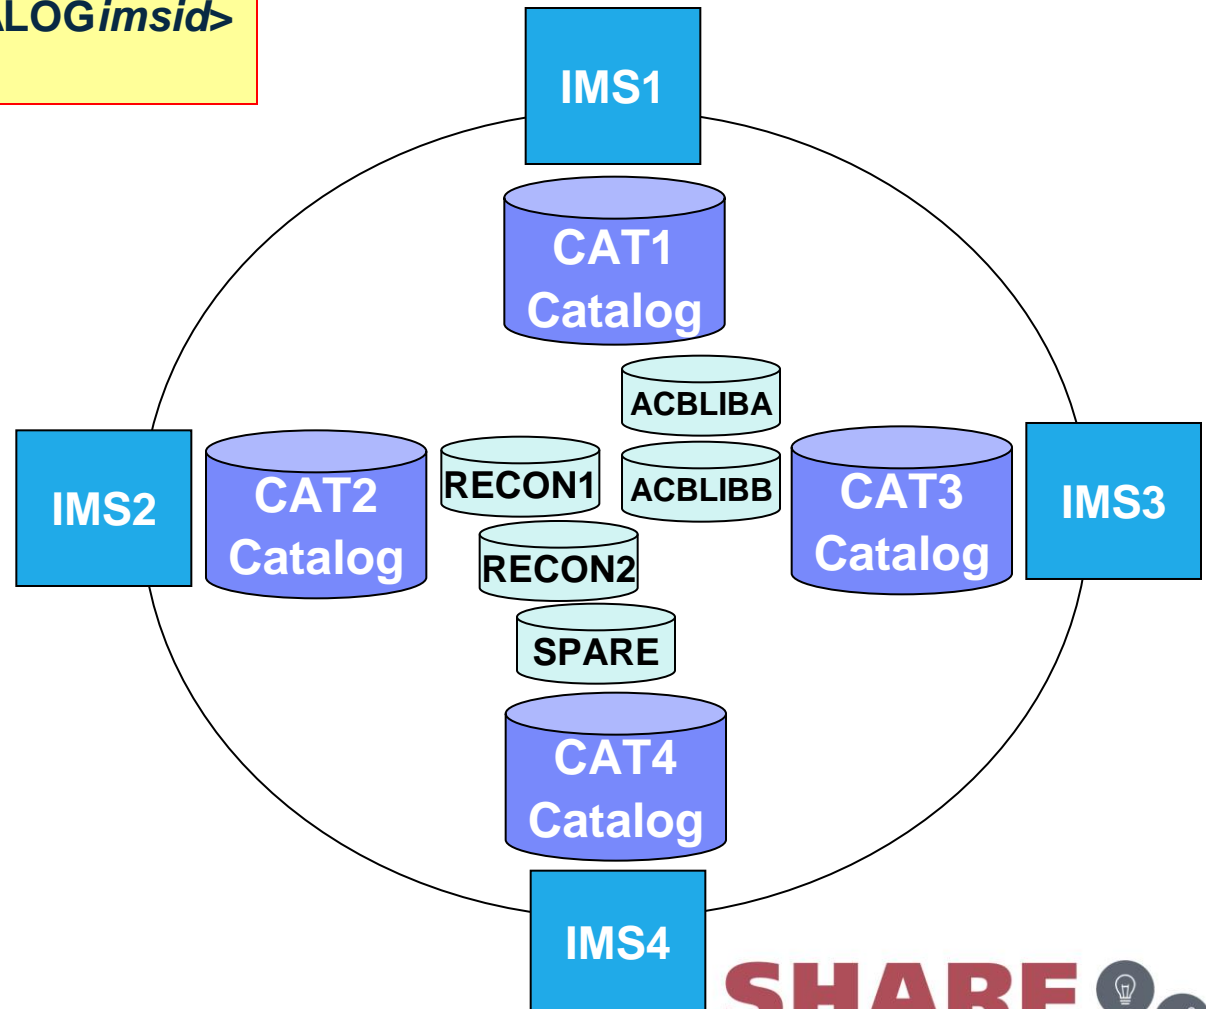 ALOGimsid>
IMS1
CAT1
Catalog
ACBLIBA
ACBLIBB
RECON1
RECON2
SPARE
IMS2
CAT2
Catalog
CAT3
Catalog
IMS3
CAT4
Catalog
IMS4
SHARE